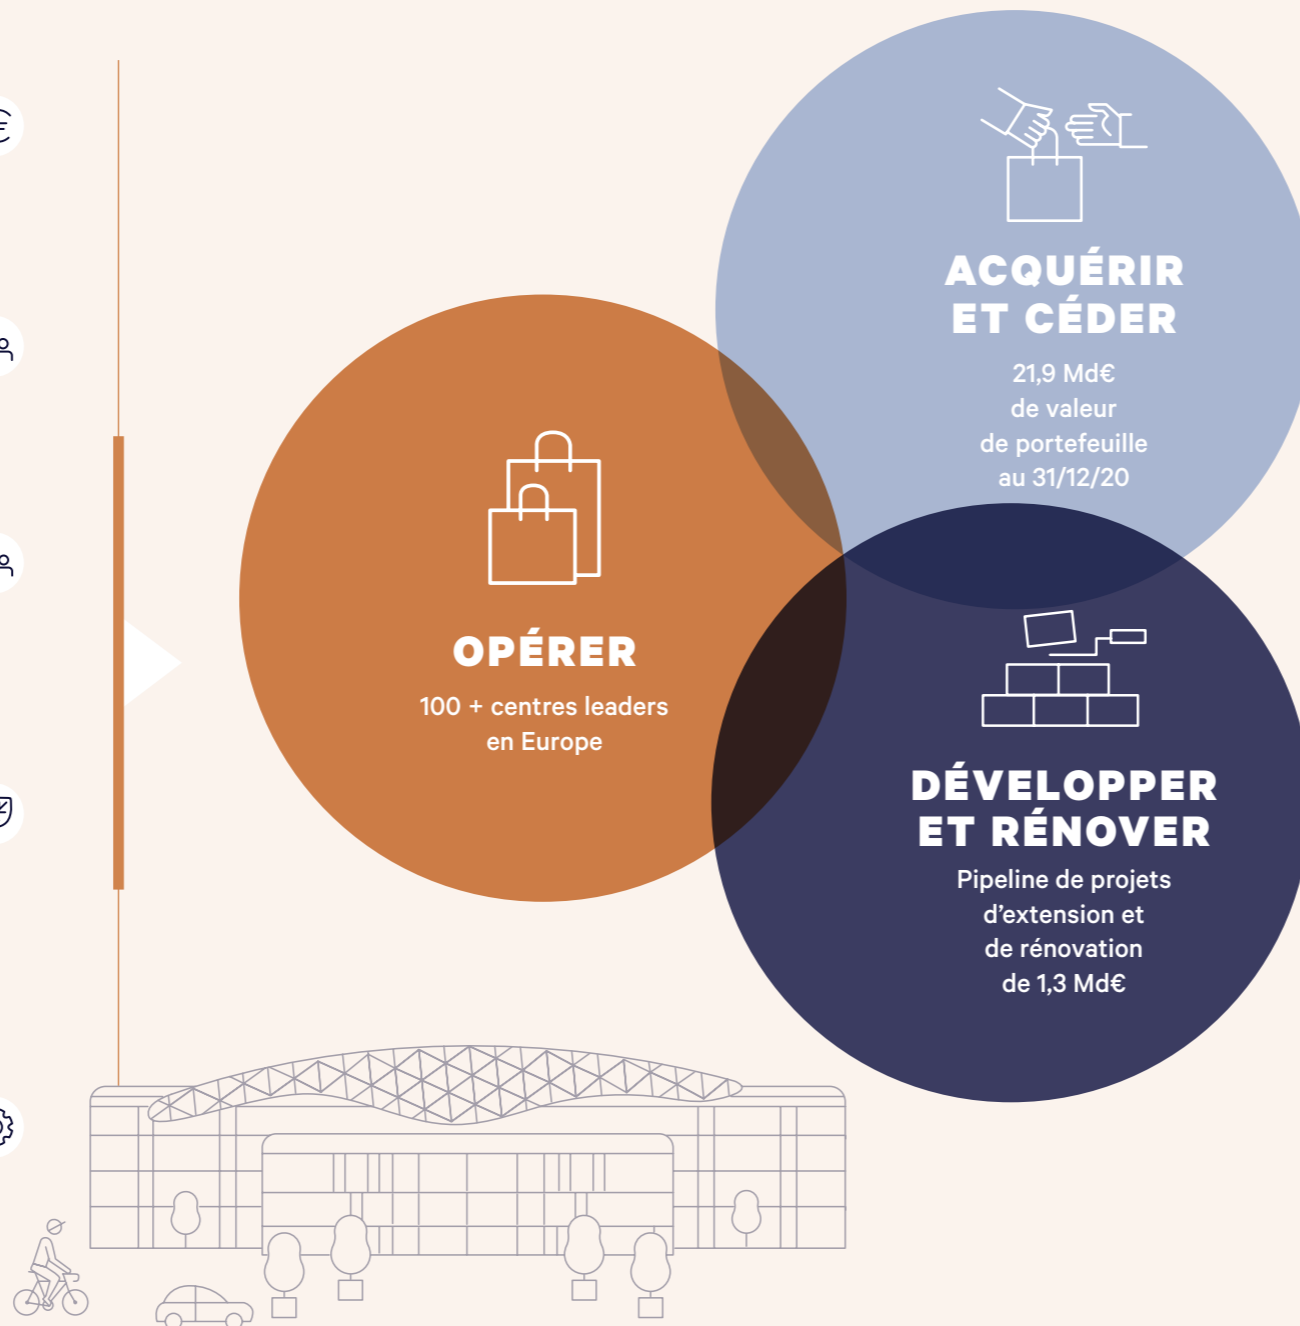 ACQUÉRIR
ET CÉDER
21,9 Md€
de valeur
de portefeuille
au 31/12/20
OPÉRER
100 + centres leaders
en Europe
DÉVELOPPER
ET RÉNOVER
Pipeline de projets
d’extension et
de rénovation
de 1,3 Md€